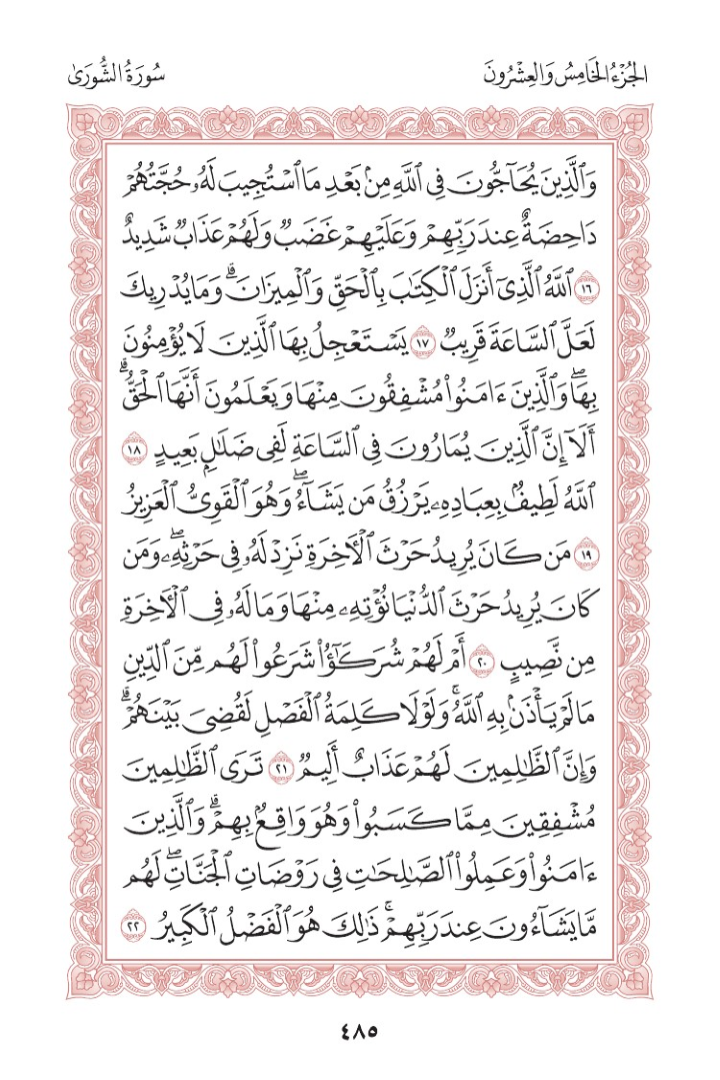 الجُزْءُ الخَامِسُ وَالعِشْرُونَ
سُورَةُ الشُّورَىٰ
وَٱلَّذِينَ يُحَآجُّونَ فِى ٱللَّهِ مِنۢ بَعْدِ مَا ٱسْتُجِيبَ لَهُۥ حُجَّتُهُمْ
دَاحِضَةٌ عِندَ رَبِّهِمْ وَعَلَيْهِمْ غَضَبٌ وَلَهُمْ عَذَابٌ شَدِيدٌ
١٦ ٱللَّهُ ٱلَّذِىٓ أَنزَلَ ٱلْكِتَٰبَ بِٱلْحَقِّ وَٱلْمِيزَانَ ۗ وَمَا يُدْرِيكَ
لَعَلَّ ٱلسَّاعَةَ قَرِيبٌ ١٧ يَسْتَعْجِلُ بِهَا ٱلَّذِينَ لَا يُؤْمِنُونَ
بِهَا ۖ وَٱلَّذِينَ ءَامَنُوا۟ مُشْفِقُونَ مِنْهَا وَيَعْلَمُونَ أَنَّهَا ٱلْحَقُّ ۗ
أَلَآ إِنَّ ٱلَّذِينَ يُمَارُونَ فِى ٱلسَّاعَةِ لَفِى ضَلَٰلٍۭ بَعِيدٍ ١٨
ٱللَّهُ لَطِيفٌۢ بِعِبَادِهِۦ يَرْزُقُ مَن يَشَآءُ ۖ وَهُوَ ٱلْقَوِىُّ ٱلْعَزِيزُ
١٩ مَن كَانَ يُرِيدُ حَرْثَ ٱلْءَاخِرَةِ نَزِدْ لَهُۥ فِى حَرْثِهِۦ ۖ وَمَن
كَانَ يُرِيدُ حَرْثَ ٱلدُّنْيَا نُؤْتِهِۦ مِنْهَا وَمَا لَهُۥ فِى ٱلْءَاخِرَةِ
مِن نَّصِيبٍ ٢٠ أَمْ لَهُمْ شُرَكَٰٓؤُا۟ شَرَعُوا۟ لَهُم مِّنَ ٱلدِّينِ
مَا لَمْ يَأْذَنۢ بِهِ ٱللَّهُ ۚ وَلَوْلَا كَلِمَةُ ٱلْفَصْلِ لَقُضِىَ بَيْنَهُمْ ۗ
وَإِنَّ ٱلظَّٰلِمِينَ لَهُمْ عَذَابٌ أَلِيمٌ ٢١ تَرَى ٱلظَّٰلِمِينَ
مُشْفِقِينَ مِمَّا كَسَبُوا۟ وَهُوَ وَاقِعٌۢ بِهِمْ ۗ وَٱلَّذِينَ
ءَامَنُوا۟ وَعَمِلُوا۟ ٱلصَّٰلِحَٰتِ فِى رَوْضَاتِ ٱلْجَنَّاتِ ۖ لَهُم
مَّا يَشَآءُونَ عِندَ رَبِّهِمْ ۚ ذَٰلِكَ هُوَ ٱلْفَضْلُ ٱلْكَبِيرُ ٢٢
٤٨٥